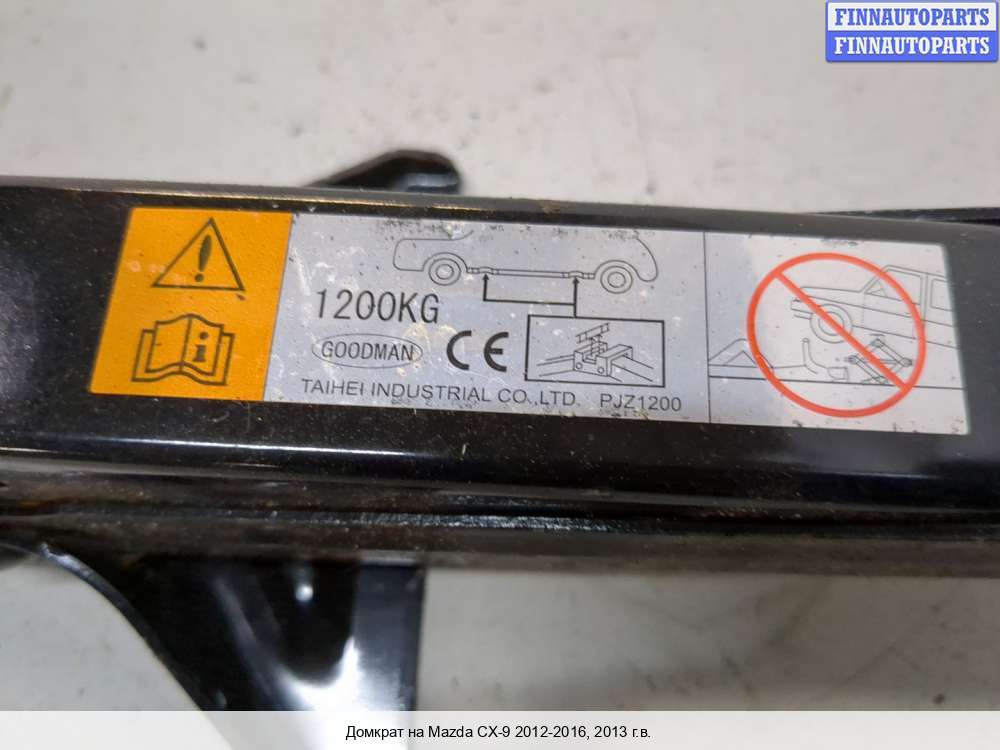 FINNAUTOPARTS
FINNAUTOPARTS
1200KG
GOODMAN
CE
TAIHEI INDUSTRIAL CO.,LTD. PJZ1200
Домкрат на Mazda CX-9 2012-2016, 2013 г.в.